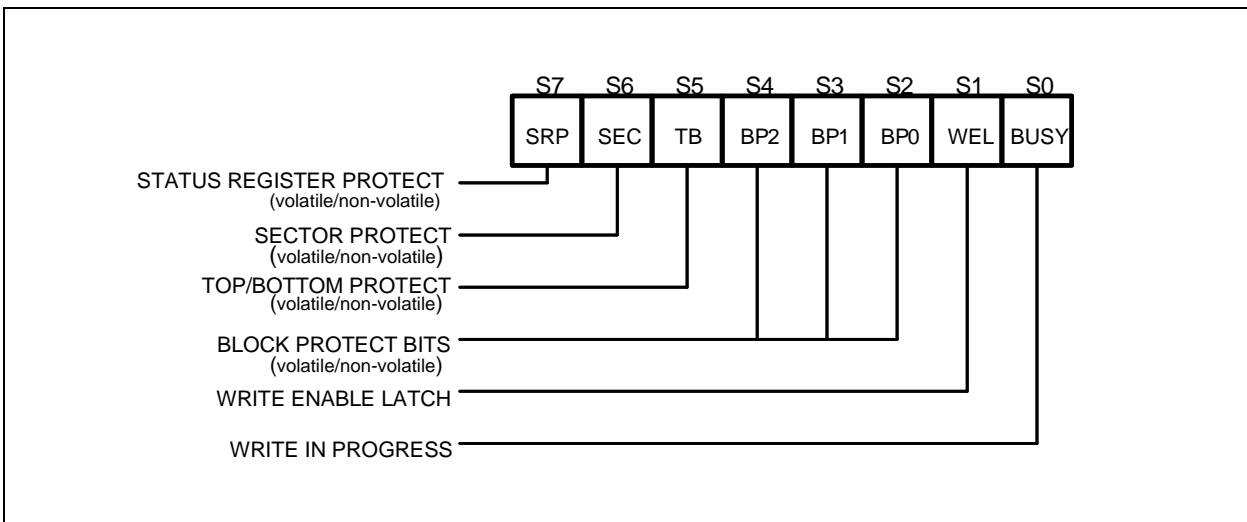 S7 S6 S5 S4 S3 S2 S1 S0
SRP SEC TB BP2 BP1 BP0 WEL BUSY
STATUS REGISTER PROTECT
(volatile/non-volatile)
SECTOR PROTECT
(volatile/non-volatile)
TOP/BOTTOM PROTECT
(volatile/non-volatile)
BLOCK PROTECT BITS
(volatile/non-volatile)
WRITE ENABLE LATCH
WRITE IN PROGRESS